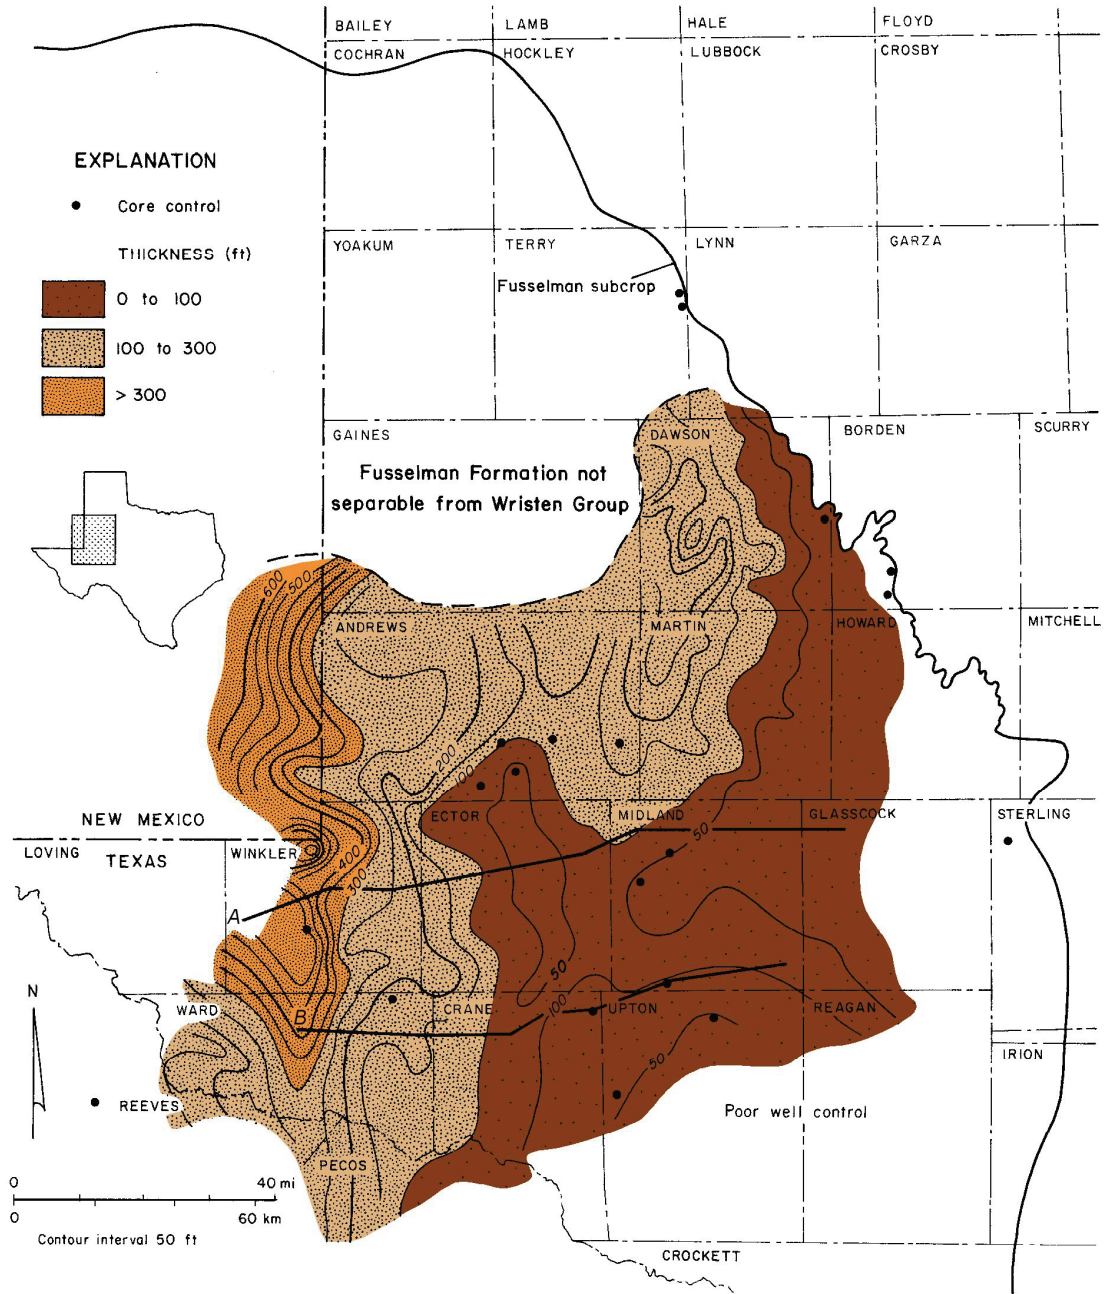 BAILEY
LAMB
HALE
FLOYD
COCHRAN
HOCKLEY
LUBBOCK
CROSBY
EXPLANATION
Core control
THICKNESS (ft)
0 to 100
100 to 300
> 300
YOAKUM
TERRY
LYNN
GARZA
Fusselman subcrop
GAINES
DAWSON
BORDEN
SCURRY
Fusselman Formation not
separable from Wristen Group
600
500
ANDREWS
MARTIN
HOWARD
MITCHELL
200
100
ECTOR
MIDLAND
GLASSCOCK
STERLING
NEW MEXICO
TEXAS
LOVING
WINKLER
400
300
50
A
50
N
WARD
B
CRANE
100
UPTON
REAGAN
IRION
50
REEVES
Poor well control
PECOS
0
40 mi
0
60 km
Contour interval 50 ft
CROCKETT